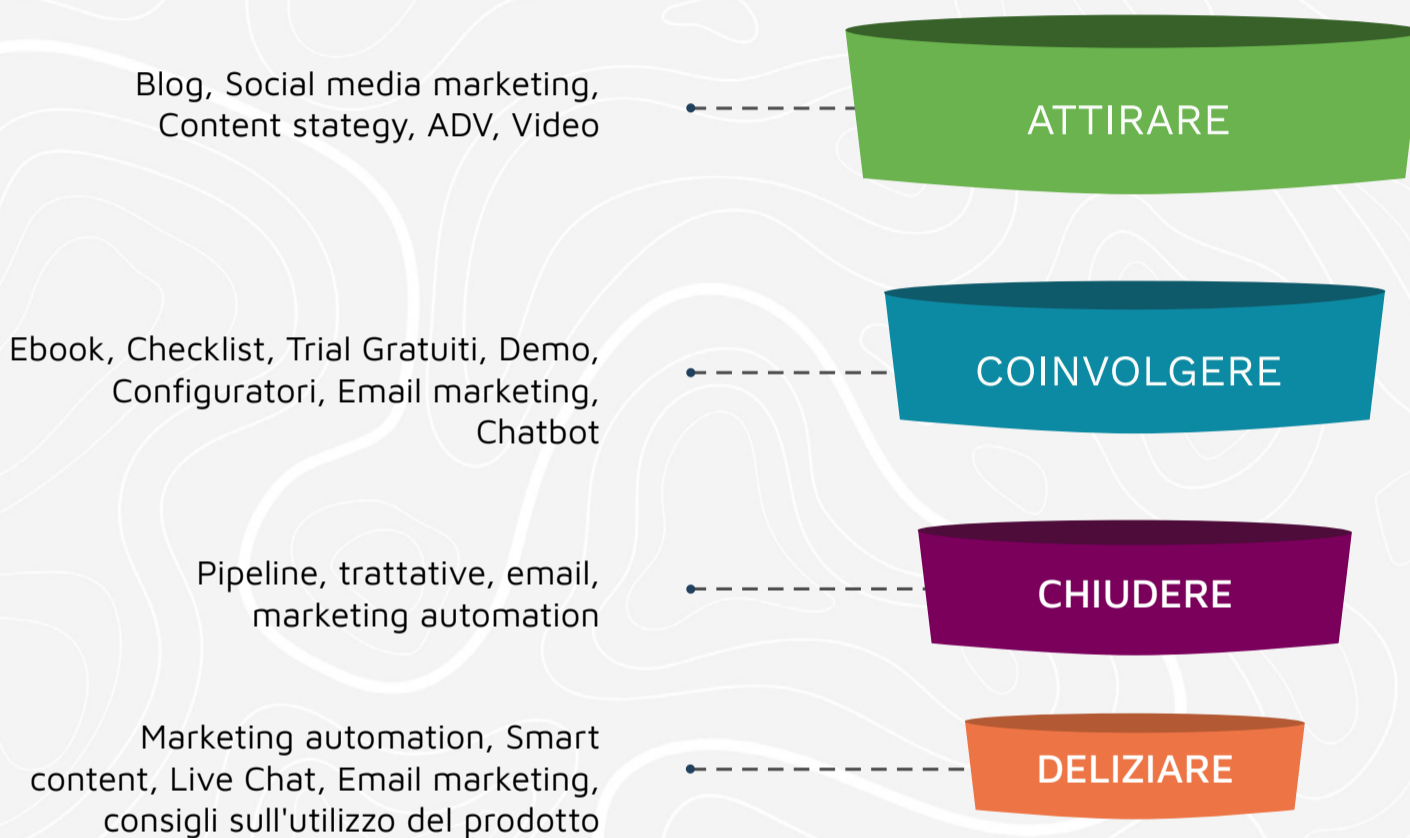 Blog, Social media marketing,
Content stategy, ADV, Video
ATTIRARE
Ebook, Checklist, Trial Gratuiti, Demo,
Configuratori, Email marketing,
Chatbot
COINVOLGERE
Pipeline, trattative, email,
marketing automation
CHIUDERE
Marketing automation, Smart
content, Live Chat, Email marketing,
consigli sull'utilizzo del prodotto
DELIZIARE